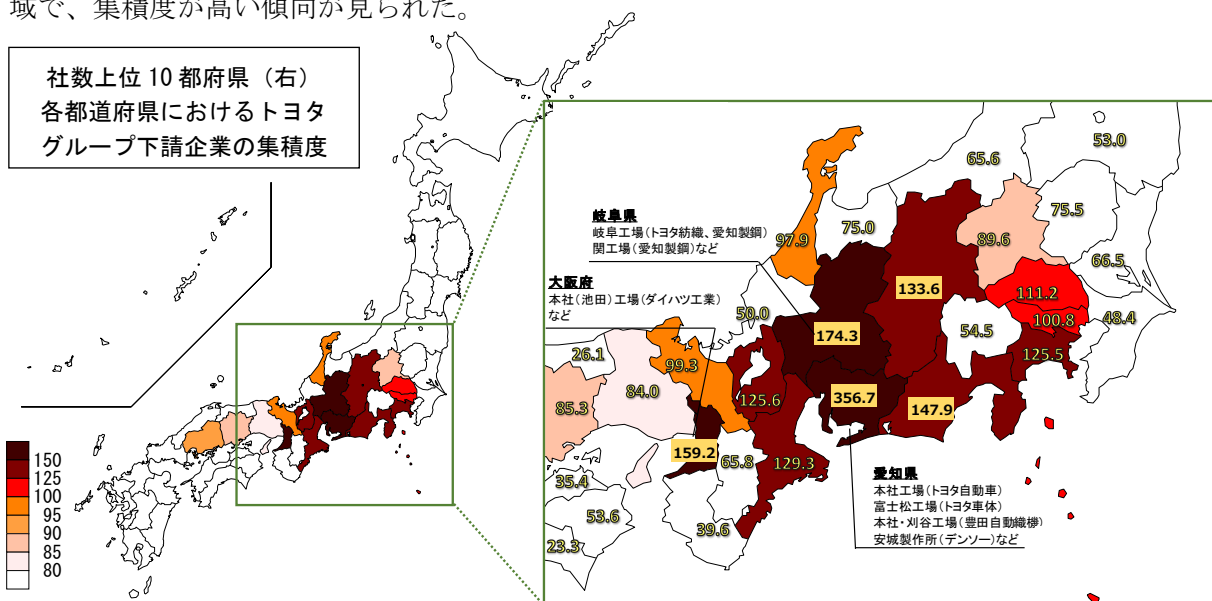 域で、集積度が高い傾向が見られた。
社数上位 10 都府県（右）
各都道府県におけるトヨタ
グループ下請企業の集積度
岐阜県
岐阜工場(トヨタ紡織、愛知製鋼)
関工場(愛知製鋼)など
大阪府
本社(池田)工場(ダイハツ工業)
など
53.0
65.6
75.5
75.0
97.9
89.6
66.5
133.6
111.2
50.0
100.8
48.4
54.5
174.3
125.5
26.1
99.3
84.0
125.6
356.7
147.9
85.3
159.2
65.8
129.3
35.4
53.6
39.6
23.3
愛知県
本社工場(トヨタ自動車)
富士松工場(トヨタ車体)
本社・刈谷工場(豊田自動織機)
安城製作所(デンソー)など
150
125
100
95
90
85
80